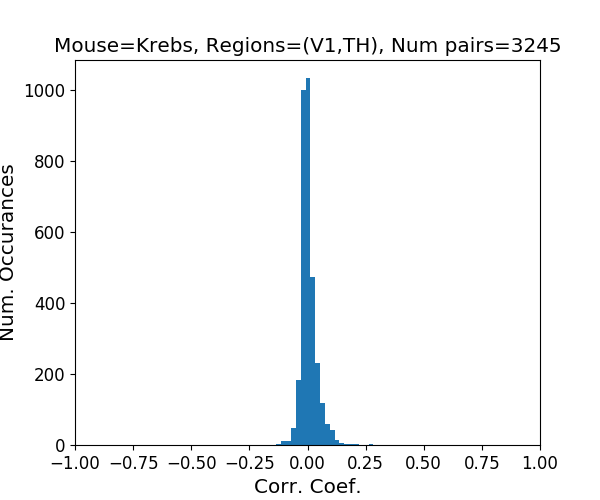 Mouse=Krebs, Regions=(V1,TH), Num pairs=3245
1000
800
600
400
200
0
Num. Occurances
−1.00 −0.75 −0.50 −0.25 0.00 0.25 0.50 0.75 1.00
Corr. Coef.